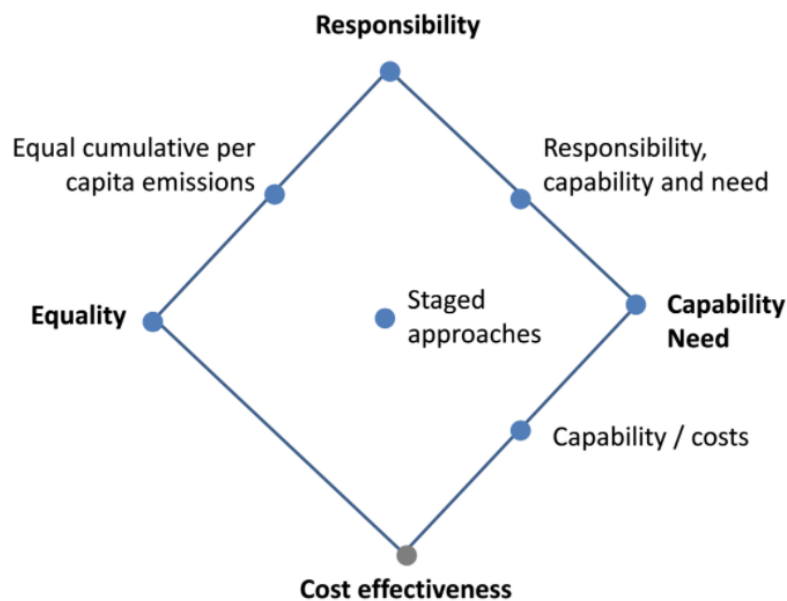 Responsibility
Equal cumulative per
capita emissions
Responsibility,
capability and need
Equality
Staged
approaches
Capability
Need
Capability / costs
Cost effectiveness